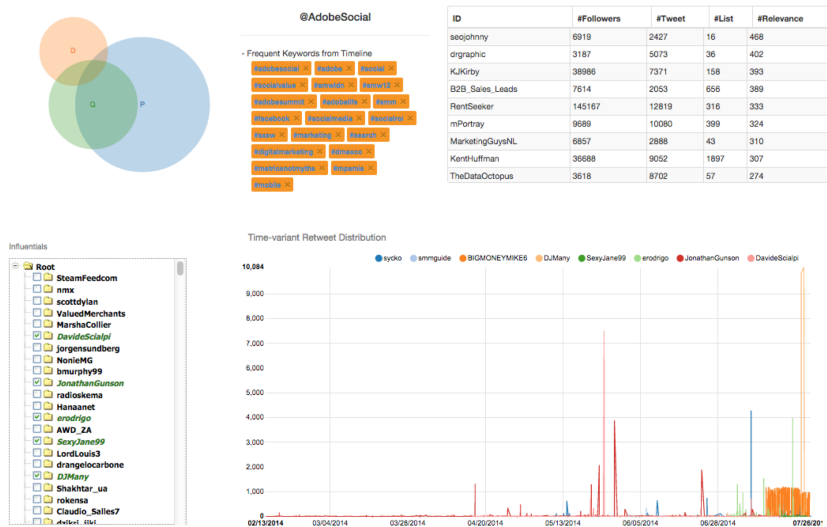 D
Q
P
@AdobeSocial
- Frequent Keywords from Timeline
#adobesocial × #adobe × #social ×
#socialvalue × #smwldn × #smw12 ×
#adobesummit × #adobelife × #smm ×
#facebook × #socialmedia × #socialroi ×
#sxsw × #marketing × #search ×
#digitalmarketing × #dmexco ×
#metricsnotmyths × #mpsmis ×
#mobile ×
ID #Followers #Tweet #List #Relevance
seojohnny 6919 2427 16 468
drgraphic 3187 5073 36 402
KJKirby 38986 7371 158 393
B2B_Sales_Leads 7614 2053 656 389
RentSeeker 145167 12819 316 333
mPortray 9689 10080 399 324
MarketingGuysNL 6857 2888 43 310
KentHuffman 36688 9052 1897 307
TheDataOctopus 3618 8702 57 274
Influentials
Root
SteamFeedcom
nmx
scottdylan
ValuedMerchants
MarshaCollier
DavideScialpi
jorgensundberg
NonieMG
bmurphy99
JonathanGunson
radioskema
Hanaanet
erodrigo
AWD_ZA
SexyJane99
LordLouis3
drangelocarbone
DJMany
Shakhtar_ua
rokensa
Claudio_Salles7
Time-variant Retweet Distribution
sycko smmguide BIGMONEYMIKE6 DJMany SexyJane99 erodrigo JonathanGunson DavideScialpi
10,084
9,000
8,000
7,000
6,000
5,000
4,000
3,000
2,000
1,000
0
02/13/2014 03/04/2014 03/28/2014 04/20/2014 05/13/2014 06/05/2014 06/28/2014 07/26/20